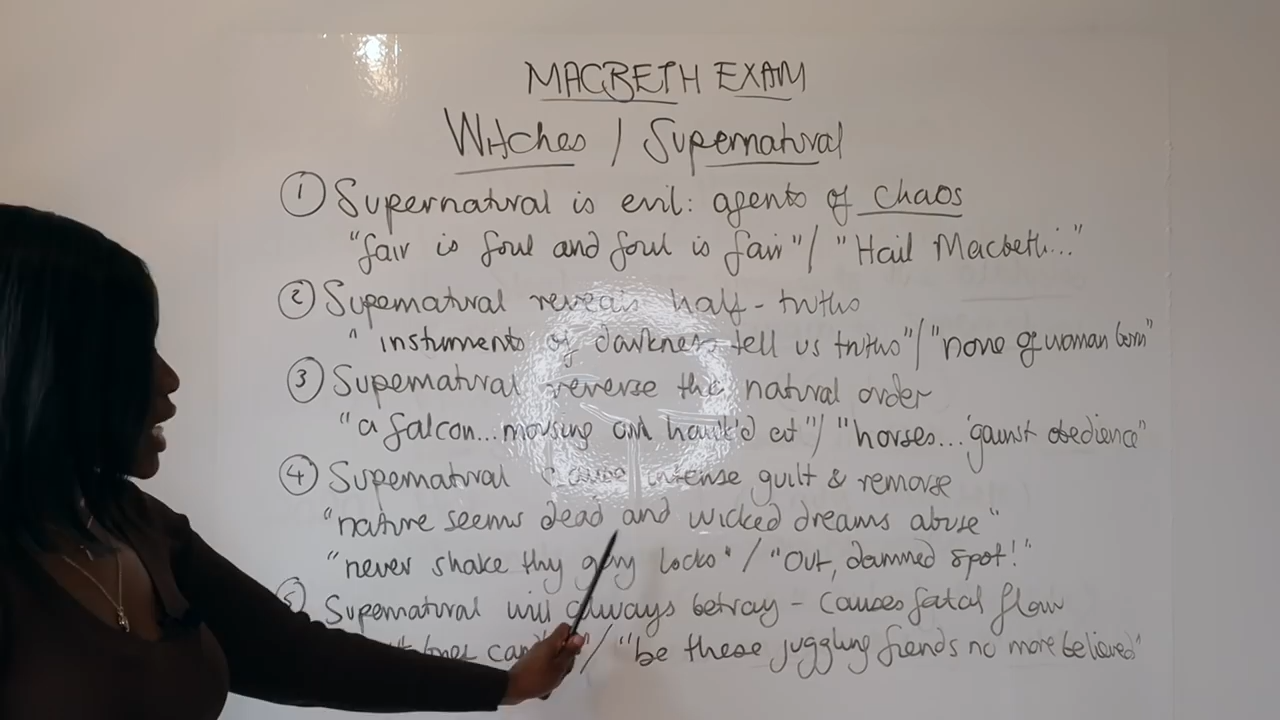 MACBETH EXAM
Witches / Supernatural
① Supernatural is evil: agents of chaos
"fair is foul and foul is fair" / "Hail Macbeth..."
② Supernatural reveals half-truths
" instruments of darkness tell us truths" / "none of woman born"
③ Supernatural reverse the natural order
"a falcon... mousing owl hawk'd at" / "horses... 'gainst obedience"
④ Supernatural cause intense guilt & remorse
"nature seems dead and wicked dreams abuse"
"never shake thy gory locks" / "Out, damned spot!"
⑤ Supernatural will always betray - causes fatal flaw
/ "be these juggling fiends no more believed"